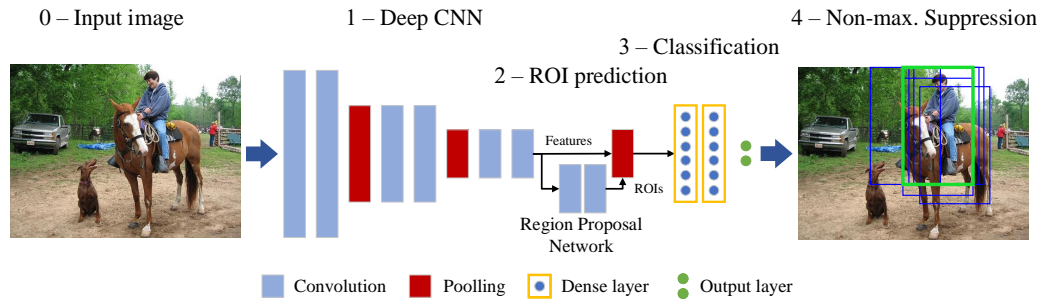 0 – Input image
1 – Deep CNN
2 – ROI prediction
3 – Classification
4 – Non-max. Suppression
Features
ROIs
Region Proposal
Network
Convolution
Poolling
Dense layer
Output layer